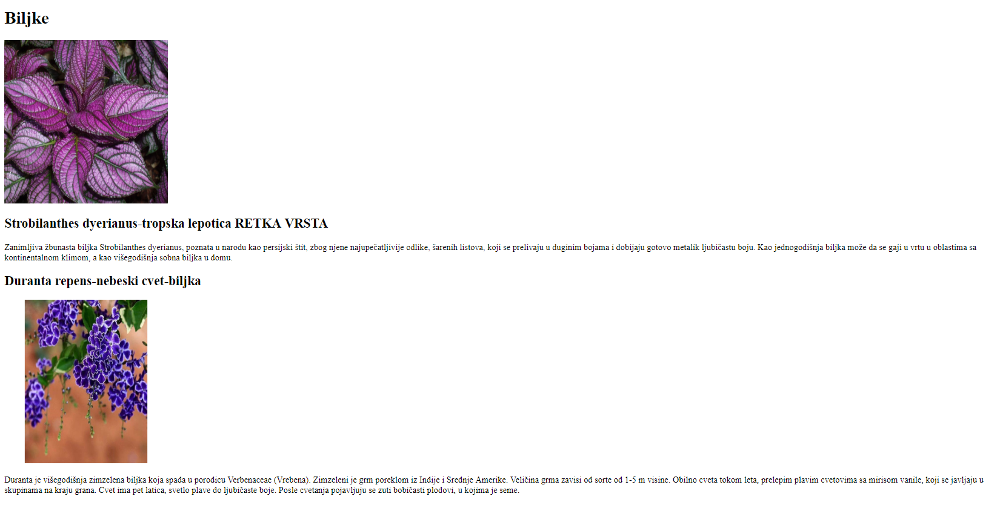 Biljke
Strobilanthes dyerianus-tropska lepotica RETKA VRSTA
Zanimljiva žbunasta biljka Strobilanthes dyerianus, poznata u narodu kao persijski štit, zbog njene najupečatljivije odlike, šarenih listova, koji se prelivaju u duginim bojama i dobijaju gotovo metalik ljubičastu boju. Kao jednogodišnja biljka može da se gaji u vrtu u oblastima sa
kontinentalnom klimom, a kao višegodišnja sobna biljka u domu.
Duranta repens-nebeski cvet-biljka
Duranta je višegodišnja zimzelena biljka koja spada u porodicu Verbenaceae (Vrebena). Zimzeleni je grm poreklom iz Indije i Srednje Amerike. Veličina grma zavisi od sorte od 1-5 m visine. Obilno cveta tokom leta, prelepim plavim cvetovima sa mirisom vanile, koji se javljaju u
skupinama na kraju grana. Cvet ima pet latica, svetlo plave do ljubičaste boje. Posle cvetanja pojavljuju se zuti bobičasti plodovi, u kojima je seme.